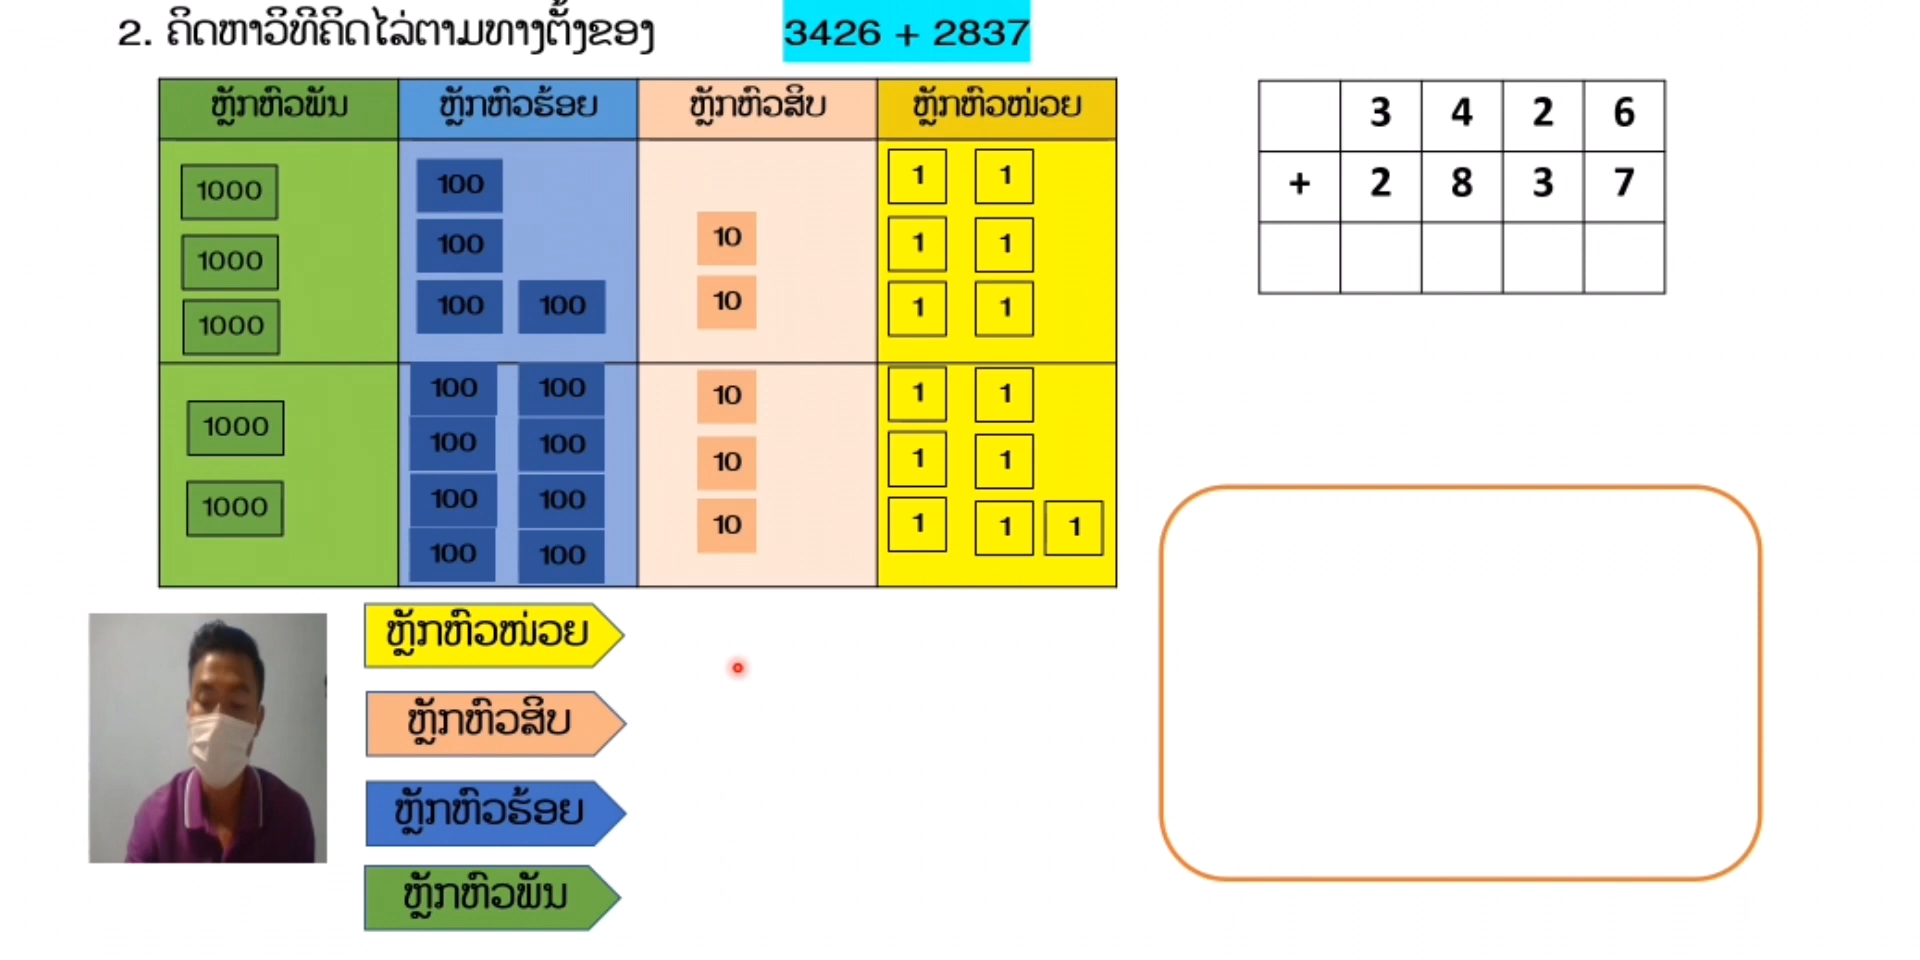 2. ຄິດຫາວິທີຄິດໄລ່ຕາມທາງຕັ້ງຂອງ 3426 + 2837
ຫຼັກຫົວພັນ ຫຼັກຫົວຮ້ອຍ ຫຼັກຫົວສິບ ຫຼັກຫົວໜ່ວຍ
1000 100 1 1
1000 100 10 1 1
1000 100 100 10 1 1
1000 100 100 10 1 1
100 100 10 1 1
1000 100 100 10 1 1 1
100 100
3 4 2 6
+ 2 8 3 7
ຫຼັກຫົວໜ່ວຍ
ຫຼັກຫົວສິບ
ຫຼັກຫົວຮ້ອຍ
ຫຼັກຫົວພັນ